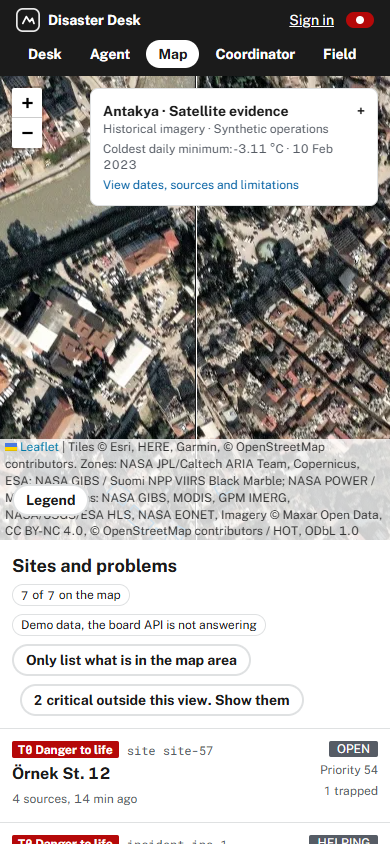 Disaster Desk
Sign in
Desk
Agent
Map
Coordinator
Field
+
−
Antakya · Satellite evidence
+
Historical imagery · Synthetic operations
Coldest daily minimum: -3.11 °C · 10 Feb
2023
View dates, sources and limitations
Leaflet | Tiles © Esri, HERE, Garmin, © OpenStreetMap
contributors. Zones: NASA JPL/Caltech ARIA Team, Copernicus,
ESA; NASA GIBS / Suomi NPP VIIRS Black Marble; NASA POWER /
NASA GIBS, MODIS, GPM IMERG,
Legend
NASA/USGS/ESA HLS, NASA EONET, Imagery © Maxar Open Data,
CC BY-NC 4.0, © OpenStreetMap contributors / HOT, ODbL 1.0
Sites and problems
7 of 7 on the map
Demo data, the board API is not answering
Only list what is in the map area
2 critical outside this view. Show them
T0 Danger to life
site site-57
OPEN
Örnek St. 12
Priority 54
4 sources, 14 min ago
1 trapped
T0 Danger to life
incident inc-1
HELPING